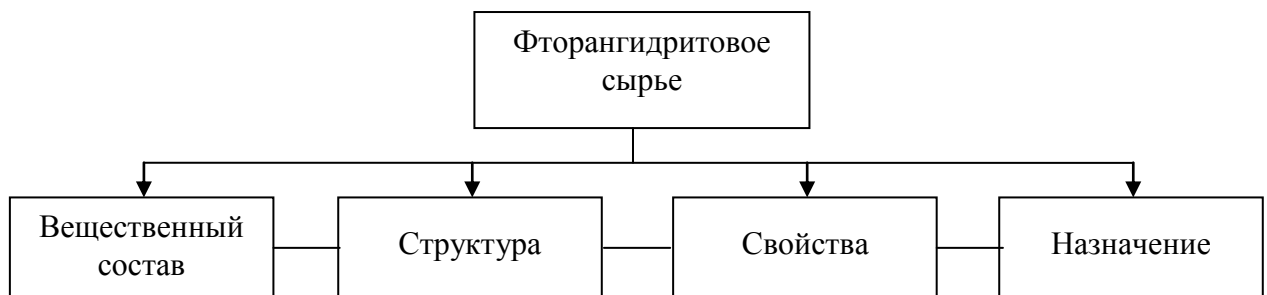 Фторангидритовое
сырье
Вещественный
состав
Структура
Свойства
Назначение